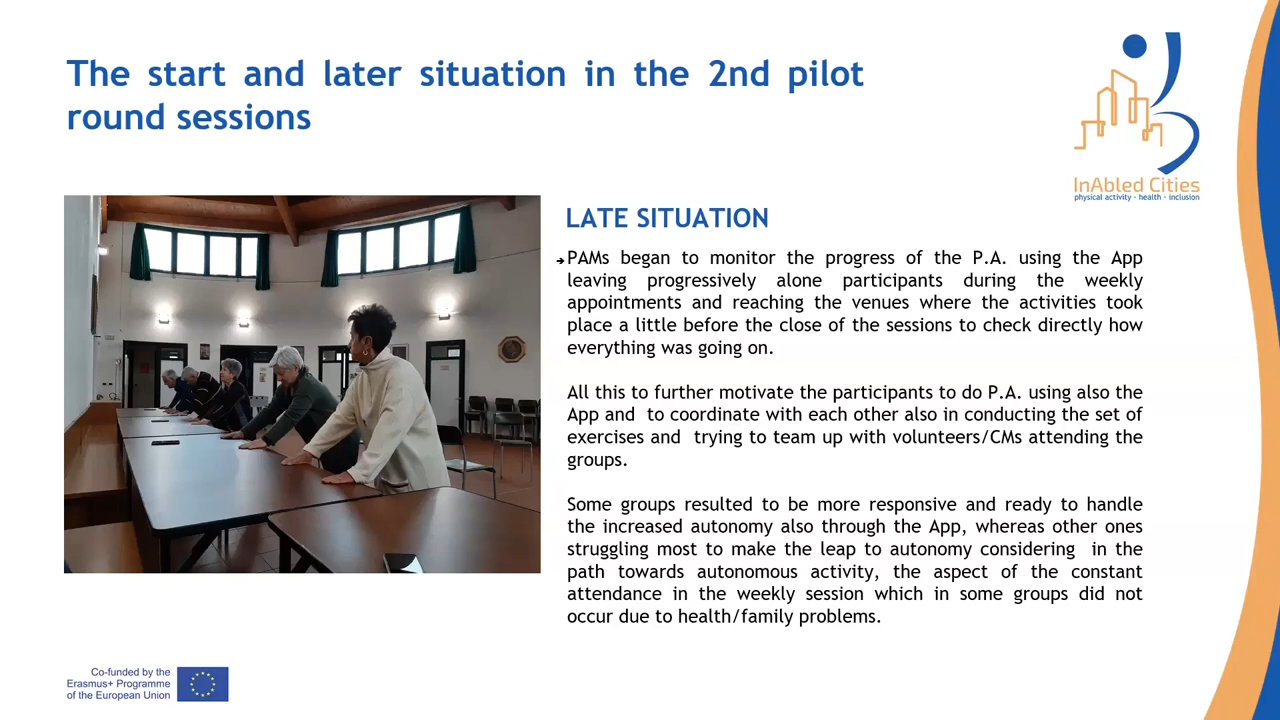 The start and later situation in the 2nd pilot
round sessions
InAbled Cities
physical activity - health - inclusion
LATE SITUATION
➔PAMs began to monitor the progress of the P.A. using the App
leaving progressively alone participants during the weekly
appointments and reaching the venues where the activities took
place a little before the close of the sessions to check directly how
everything was going on.
All this to further motivate the participants to do P.A. using also the
App and to coordinate with each other also in conducting the set of
exercises and trying to team up with volunteers/CMs attending the
groups.
Some groups resulted to be more responsive and ready to handle
the increased autonomy also through the App, whereas other ones
struggling most to make the leap to autonomy considering in the
path towards autonomous activity, the aspect of the constant
attendance in the weekly session which in some groups did not
occur due to health/family problems.
Co-funded by the
Erasmus+ Programme
of the European Union